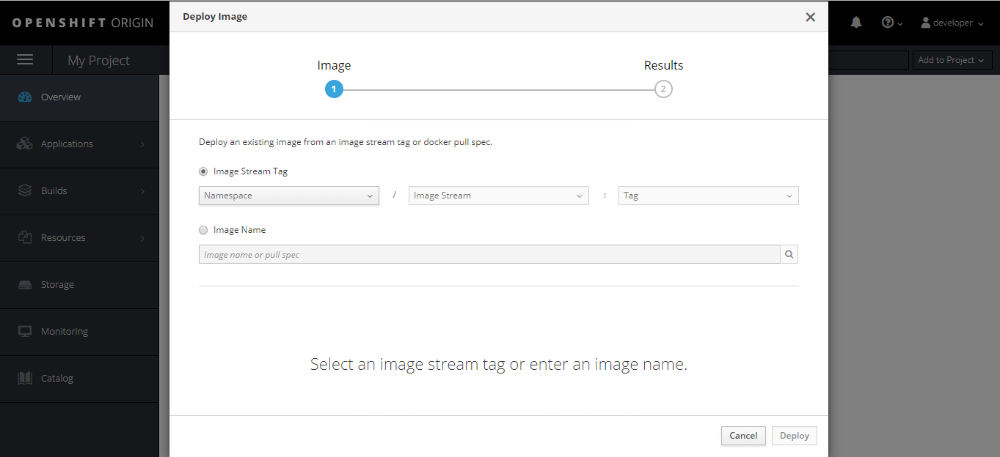 OPENSHIFT ORIGIN
developer
My Project
Add to Project
Overview
Applications
Builds
Resources
Storage
Monitoring
Catalog
Deploy Image
Image
Results
1
2
Deploy an existing image from an image stream tag or docker pull spec.
Image Stream Tag
Namespace / Image Stream : Tag
Image Name
Image name or pull spec
Select an image stream tag or enter an image name.
Cancel
Deploy